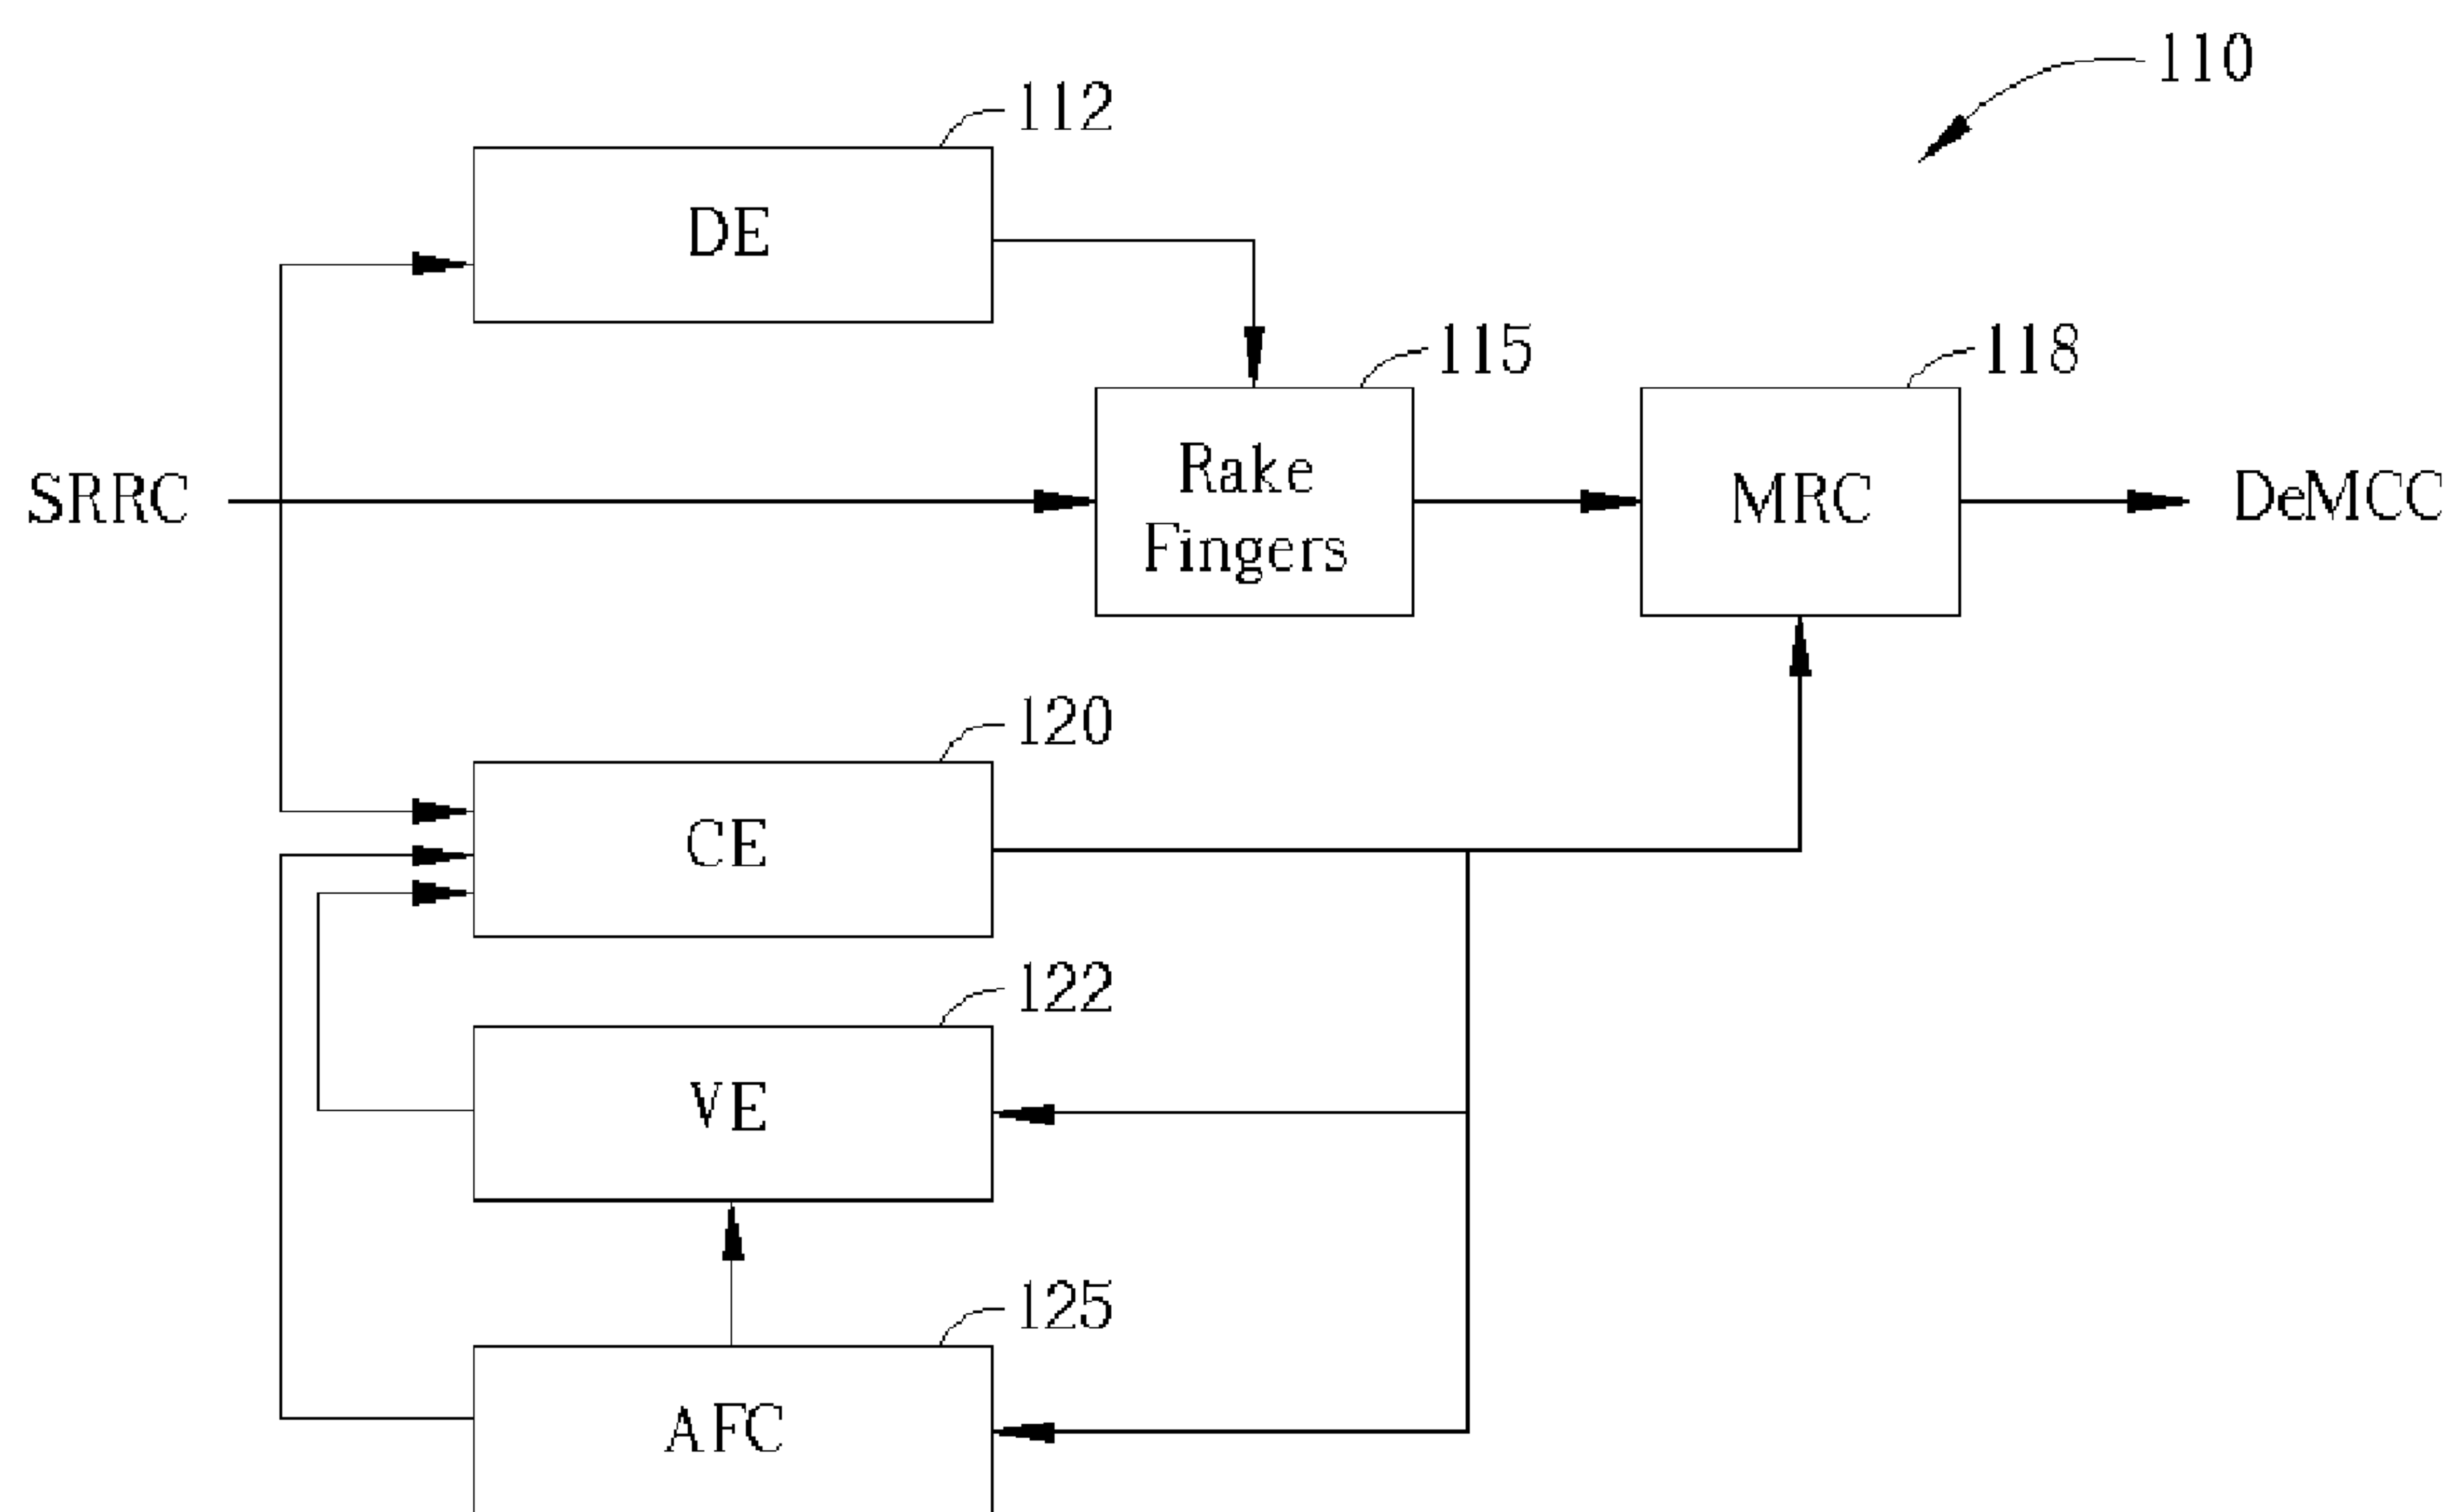 110
112
DE
115
118
SRRC
Rake
Fingers
MRC
DeMCC
120
CE
122
VE
125
AFC